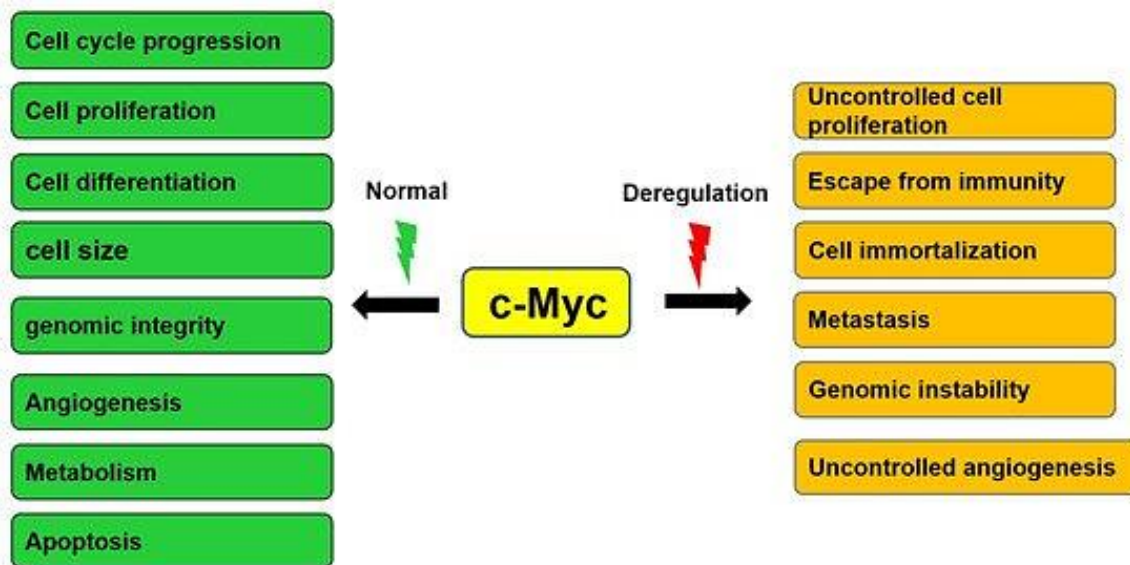 Cell cycle progression
Cell proliferation
Cell differentiation
cell size
genomic integrity
Angiogenesis
Metabolism
Apoptosis
Normal
c-Myc
Deregulation
Uncontrolled cell
proliferation
Escape from immunity
Cell immortalization
Metastasis
Genomic instability
Uncontrolled angiogenesis